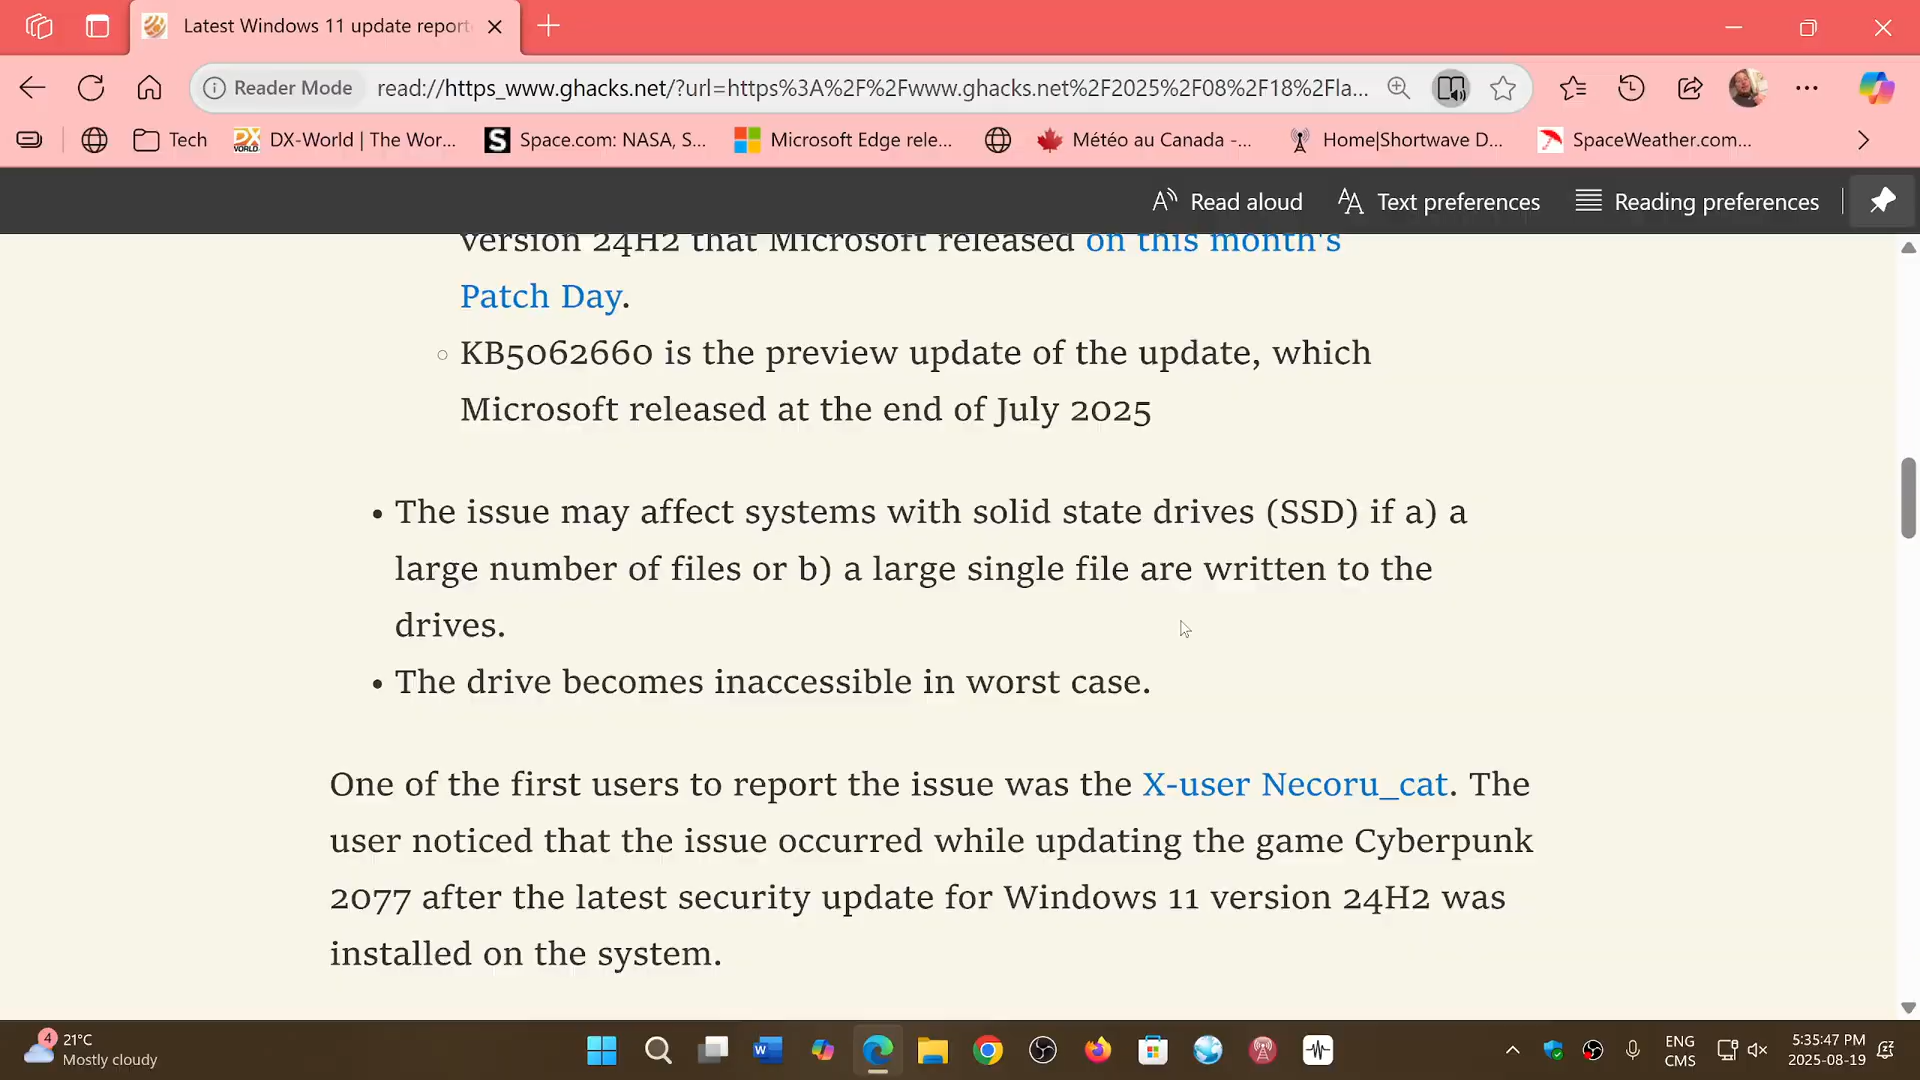 Latest Windows 11 update report
Reader Mode
read://https_www.ghacks.net/?url=https%3A%2F%2Fwww.ghacks.net%2F2025%2F08%2F18%2Fla...
Tech
DX-World | The Wor...
Space.com: NASA, S...
Microsoft Edge rele...
Météo au Canada -...
Home|Shortwave D...
SpaceWeather.com...
Read aloud
Text preferences
Reading preferences
version 24H2 that Microsoft released on this month's
Patch Day.
KB5062660 is the preview update of the update, which
Microsoft released at the end of July 2025
The issue may affect systems with solid state drives (SSD) if a) a
large number of files or b) a large single file are written to the
drives.
The drive becomes inaccessible in worst case.
One of the first users to report the issue was the X-user Necoru_cat. The
user noticed that the issue occurred while updating the game Cyberpunk
2077 after the latest security update for Windows 11 version 24H2 was
installed on the system.
4
21°C
Mostly cloudy
ENG
CMS
5:35:47 PM
2025-08-19